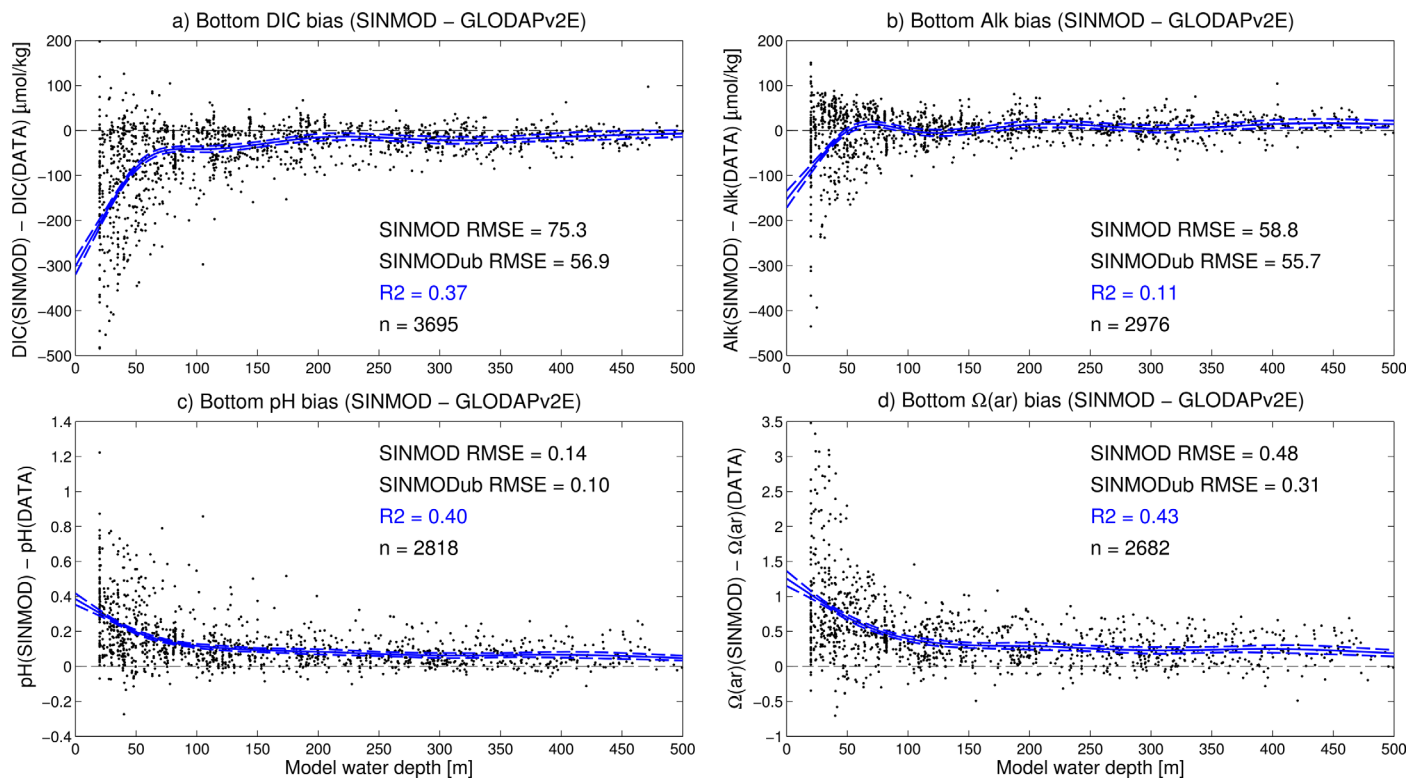 a) Bottom DIC bias (SINMOD − GLODAPv2E)
DIC(SINMOD) − DIC(DATA) [μmol/kg]
200
100
0
−100
−200
−300
−400
−500
SINMOD RMSE = 75.3
SINMODub RMSE = 56.9
R2 = 0.37
n = 3695
0 50 100 150 200 250 300 350 400 450 500
b) Bottom Alk bias (SINMOD − GLODAPv2E)
Alk(SINMOD) − Alk(DATA) [μmol/kg]
200
100
0
−100
−200
−300
−400
−500
SINMOD RMSE = 58.8
SINMODub RMSE = 55.7
R2 = 0.11
n = 2976
0 50 100 150 200 250 300 350 400 450 500
c) Bottom pH bias (SINMOD − GLODAPv2E)
pH(SINMOD) − pH(DATA)
1.4
1.2
1
0.8
0.6
0.4
0.2
0
−0.2
−0.4
SINMOD RMSE = 0.14
SINMODub RMSE = 0.10
R2 = 0.40
n = 2818
0 50 100 150 200 250 300 350 400 450 500
Model water depth [m]
d) Bottom Ω(ar) bias (SINMOD − GLODAPv2E)
Ω(ar)(SINMOD) − Ω(ar)(DATA)
3.5
3
2.5
2
1.5
1
0.5
0
−0.5
−1
SINMOD RMSE = 0.48
SINMODub RMSE = 0.31
R2 = 0.43
n = 2682
0 50 100 150 200 250 300 350 400 450 500
Model water depth [m]